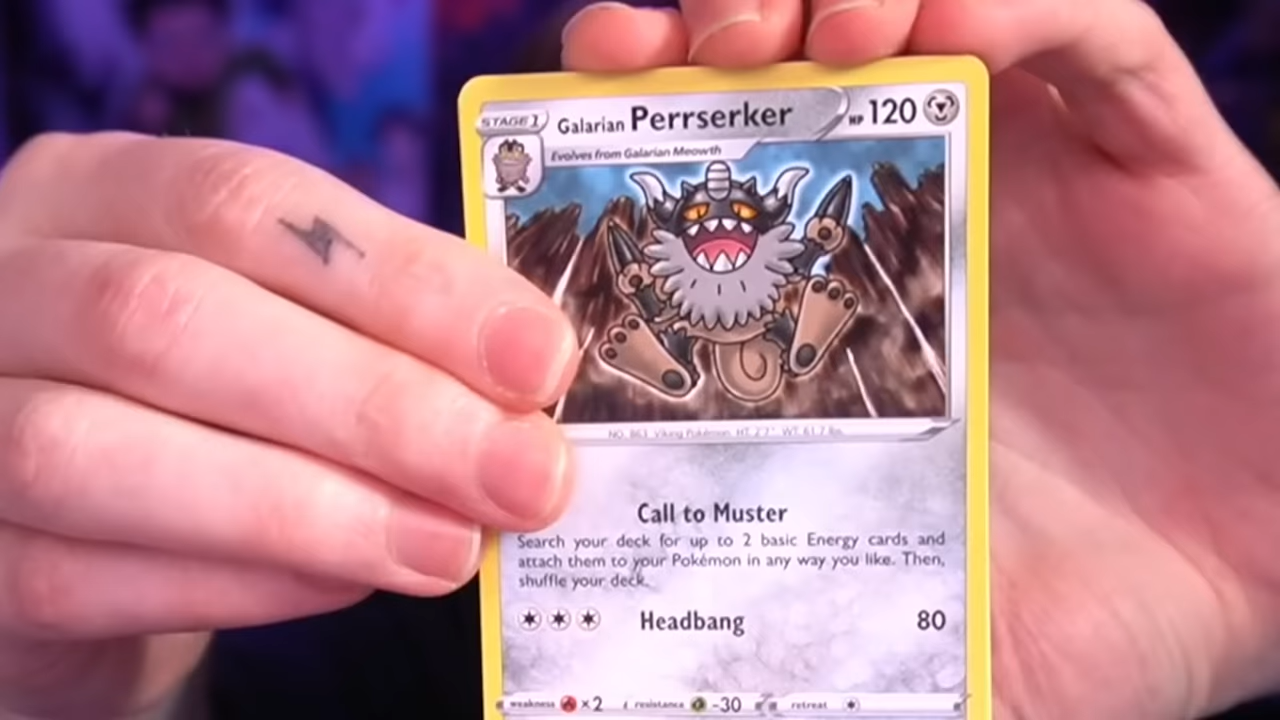 STAGE 1
Galarian Perrserker
HP 120
Evolves from Galarian Meowth
NO. 863 Viking Pokémon HT: 2'7" WT: 61.7 lbs.
Call to Muster
Search your deck for up to 2 basic Energy cards and
attach them to your Pokémon in any way you like. Then,
shuffle your deck.
Headbang 80
weakness ×2 resistance -30 retreat